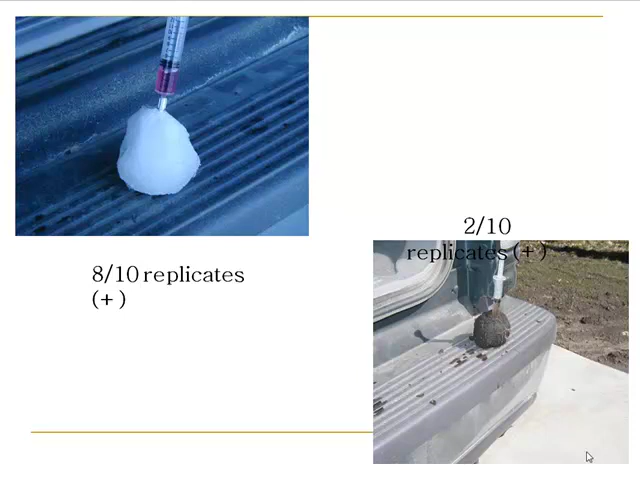 8/10 replicates
(+)
2/10
replicates (+)